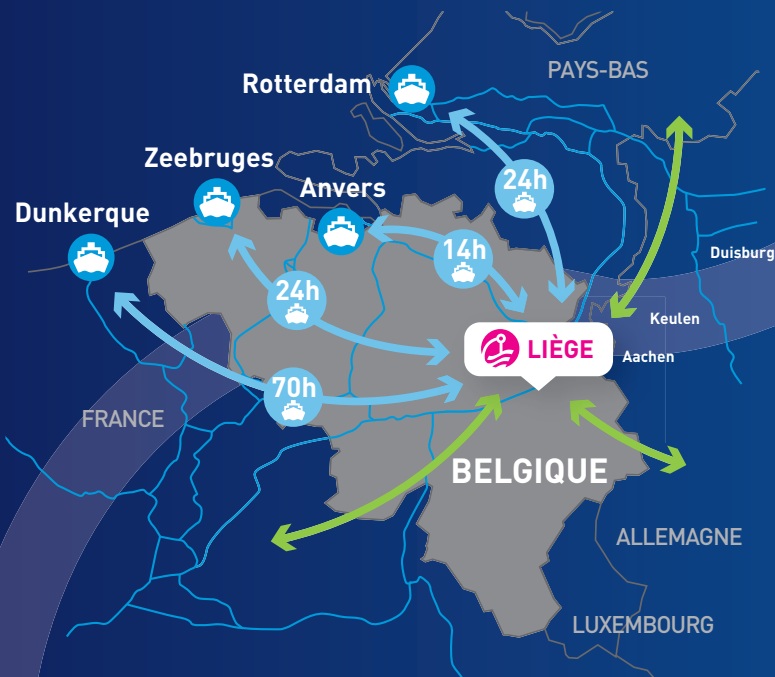 PAYS-BAS
Rotterdam
Zeebruges
24h
Anvers
Dunkerque
14h
Duisburg
24h
Keulen
LIÈGE
Aachen
70h
FRANCE
BELGIQUE
ALLEMAGNE
LUXEMBOURG